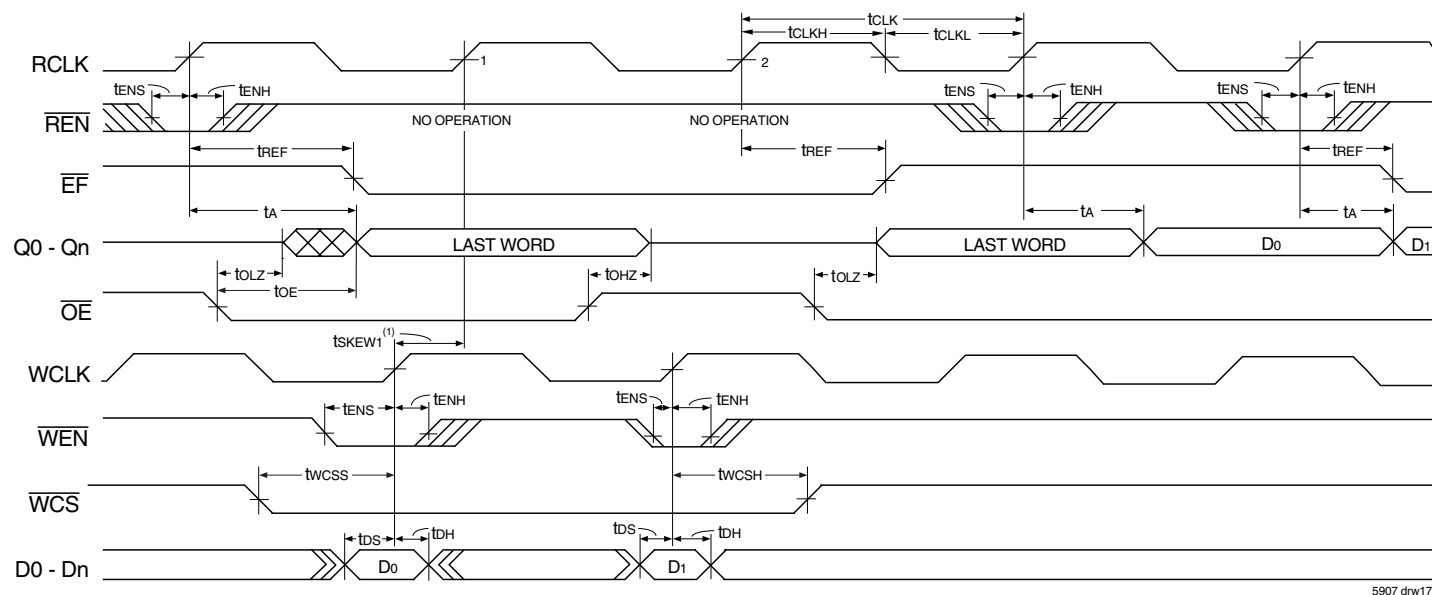 tCLK
tCLKH tCLKL
RCLK 1 2
tENS tENH tENS tENH tENS tENH
REN NO OPERATION NO OPERATION
tREF tREF tREF
EF
tA tA tA
Q0 - Qn LAST WORD LAST WORD D0 D1
tOLZ tOHZ tOLZ
tOE
OE
tSKEW1(1)
WCLK
tENS tENH tENS tENH
WEN
tWCSS tWCSH
WCS
tDS tDH tDS tDH
D0 - Dn D0 D1
5907 drw17